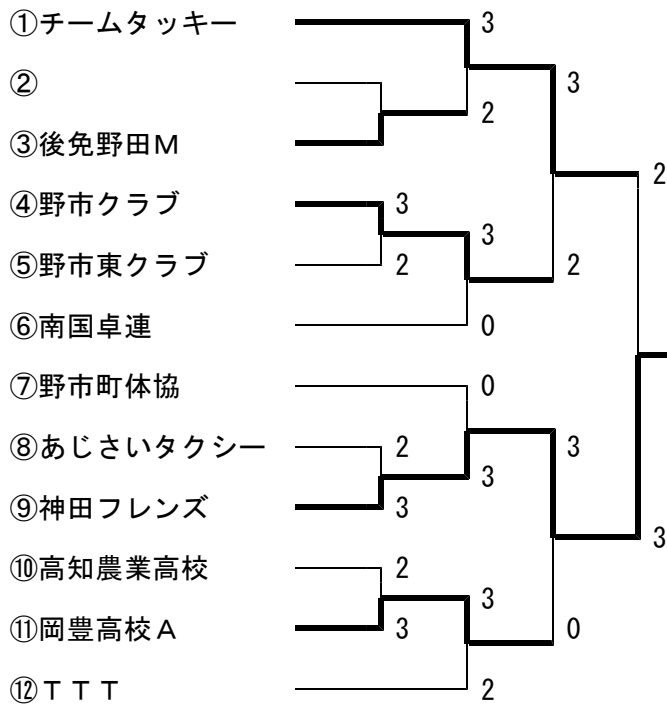 ①チームタッキー 3
3
②
2
③後免野田Ｍ
2
④野市クラブ 3
3
⑤野市東クラブ 2 2
⑥南国卓連 0
⑦野市町体協 0
⑧あじさいタクシー 2 3
3
⑨神田フレンズ 3
3
⑩高知農業高校 2
3
⑪岡豊高校Ａ 3 0
⑫ＴＴＴ 2